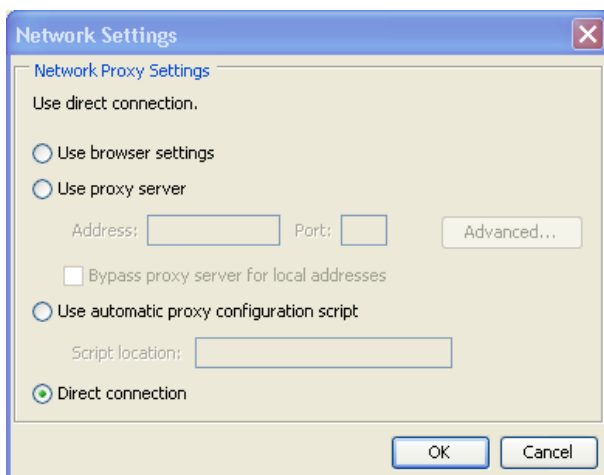 Network Settings
Network Proxy Settings
Use direct connection.
Use browser settings
Use proxy server
Address: Port: Advanced...
Bypass proxy server for local addresses
Use automatic proxy configuration script
Script location:
Direct connection
OK Cancel